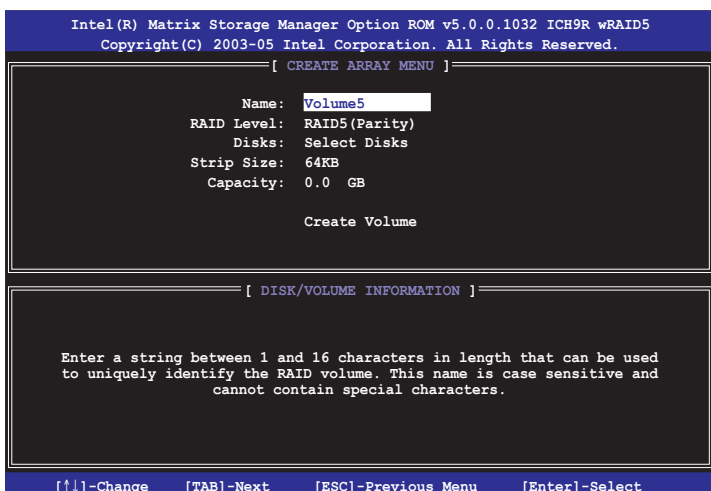 Intel(R) Matrix Storage Manager Option ROM v5.0.0.1032 ICH9R wRAID5
Copyright(C) 2003-05 Intel Corporation. All Rights Reserved.
[ CREATE ARRAY MENU ]
Name: Volume5
RAID Level: RAID5(Parity)
Disks: Select Disks
Strip Size: 64KB
Capacity: 0.0 GB
Create Volume
[ DISK/VOLUME INFORMATION ]
Enter a string between 1 and 16 characters in length that can be used
to uniquely identify the RAID volume. This name is case sensitive and
cannot contain special characters.
[↑↓]-Change [TAB]-Next [ESC]-Previous Menu [Enter]-Select